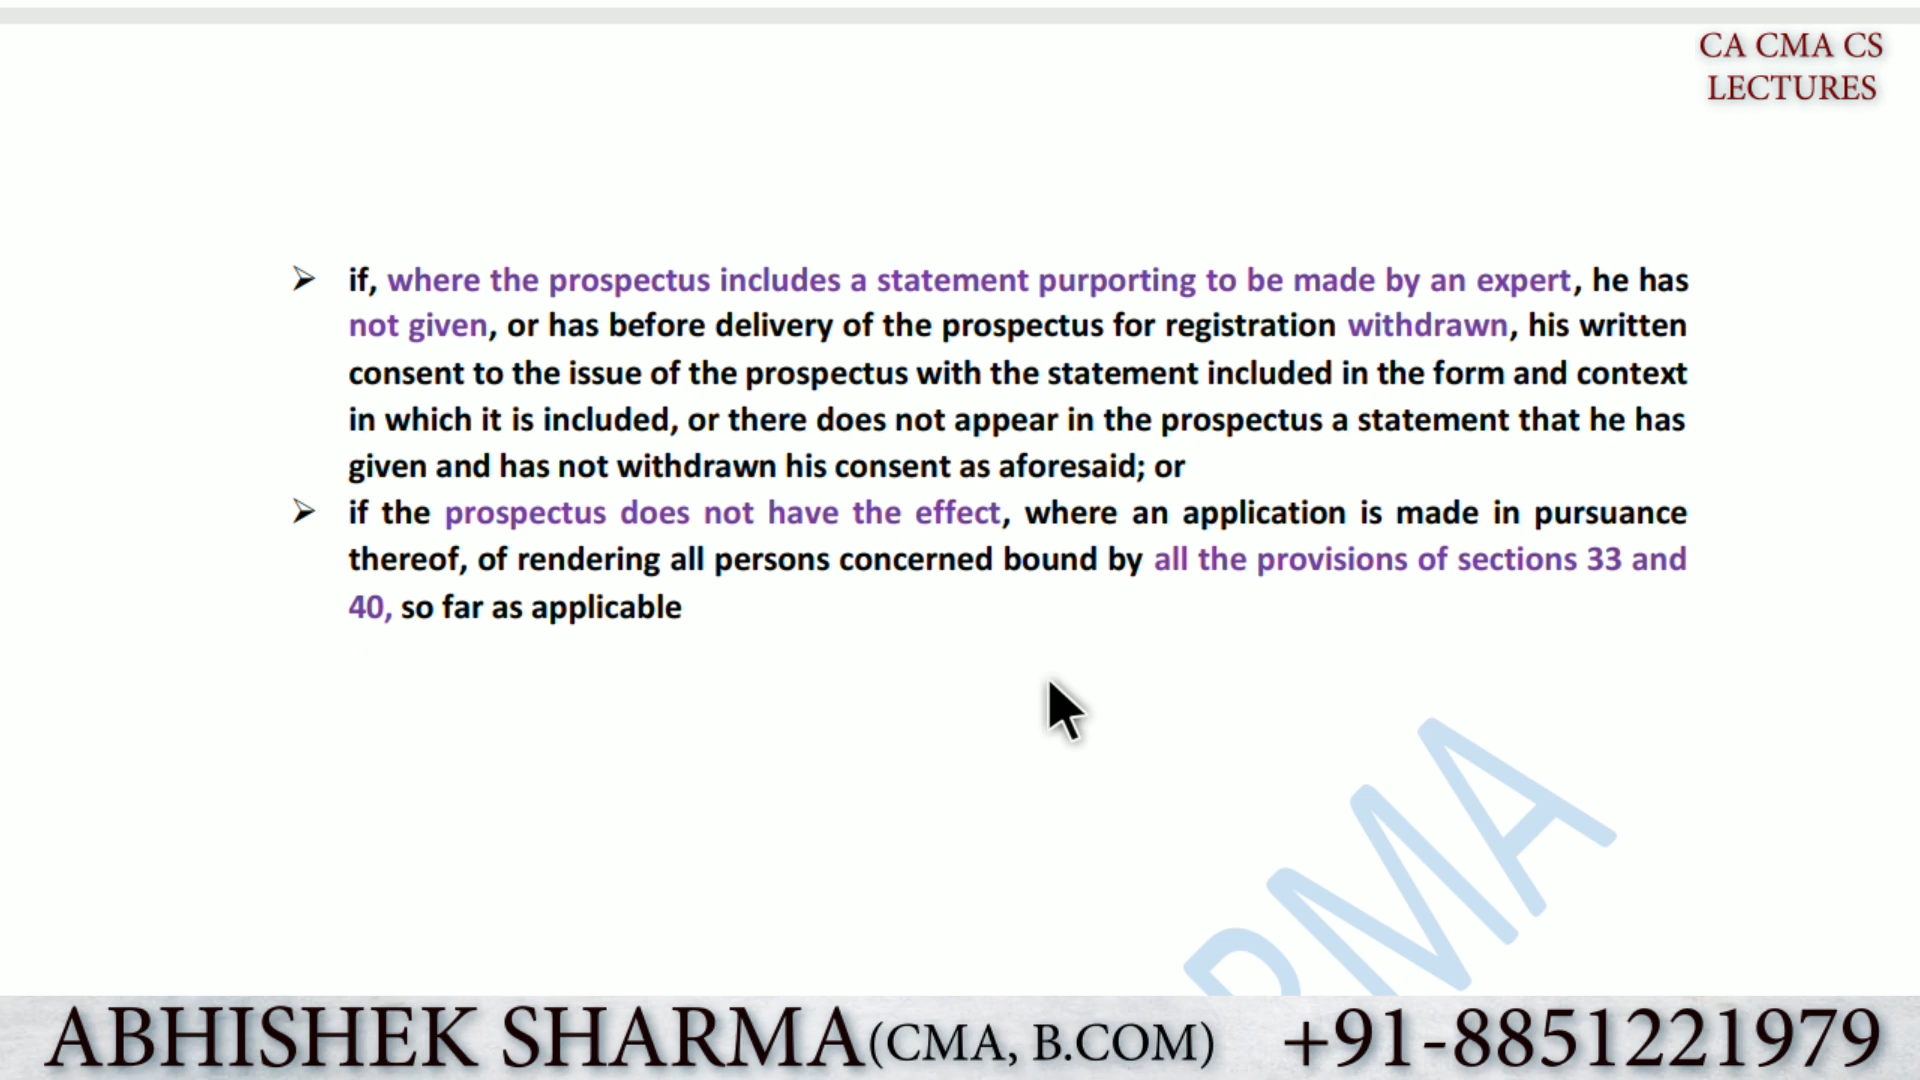 CA CMA CS
LECTURES
➢ if, where the prospectus includes a statement purporting to be made by an expert, he has
not given, or has before delivery of the prospectus for registration withdrawn, his written
consent to the issue of the prospectus with the statement included in the form and context
in which it is included, or there does not appear in the prospectus a statement that he has
given and has not withdrawn his consent as aforesaid; or
➢ if the prospectus does not have the effect, where an application is made in pursuance
thereof, of rendering all persons concerned bound by all the provisions of sections 33 and
40, so far as applicable
RMA
ABHISHEK SHARMA(CMA, B.COM) +91-8851221979